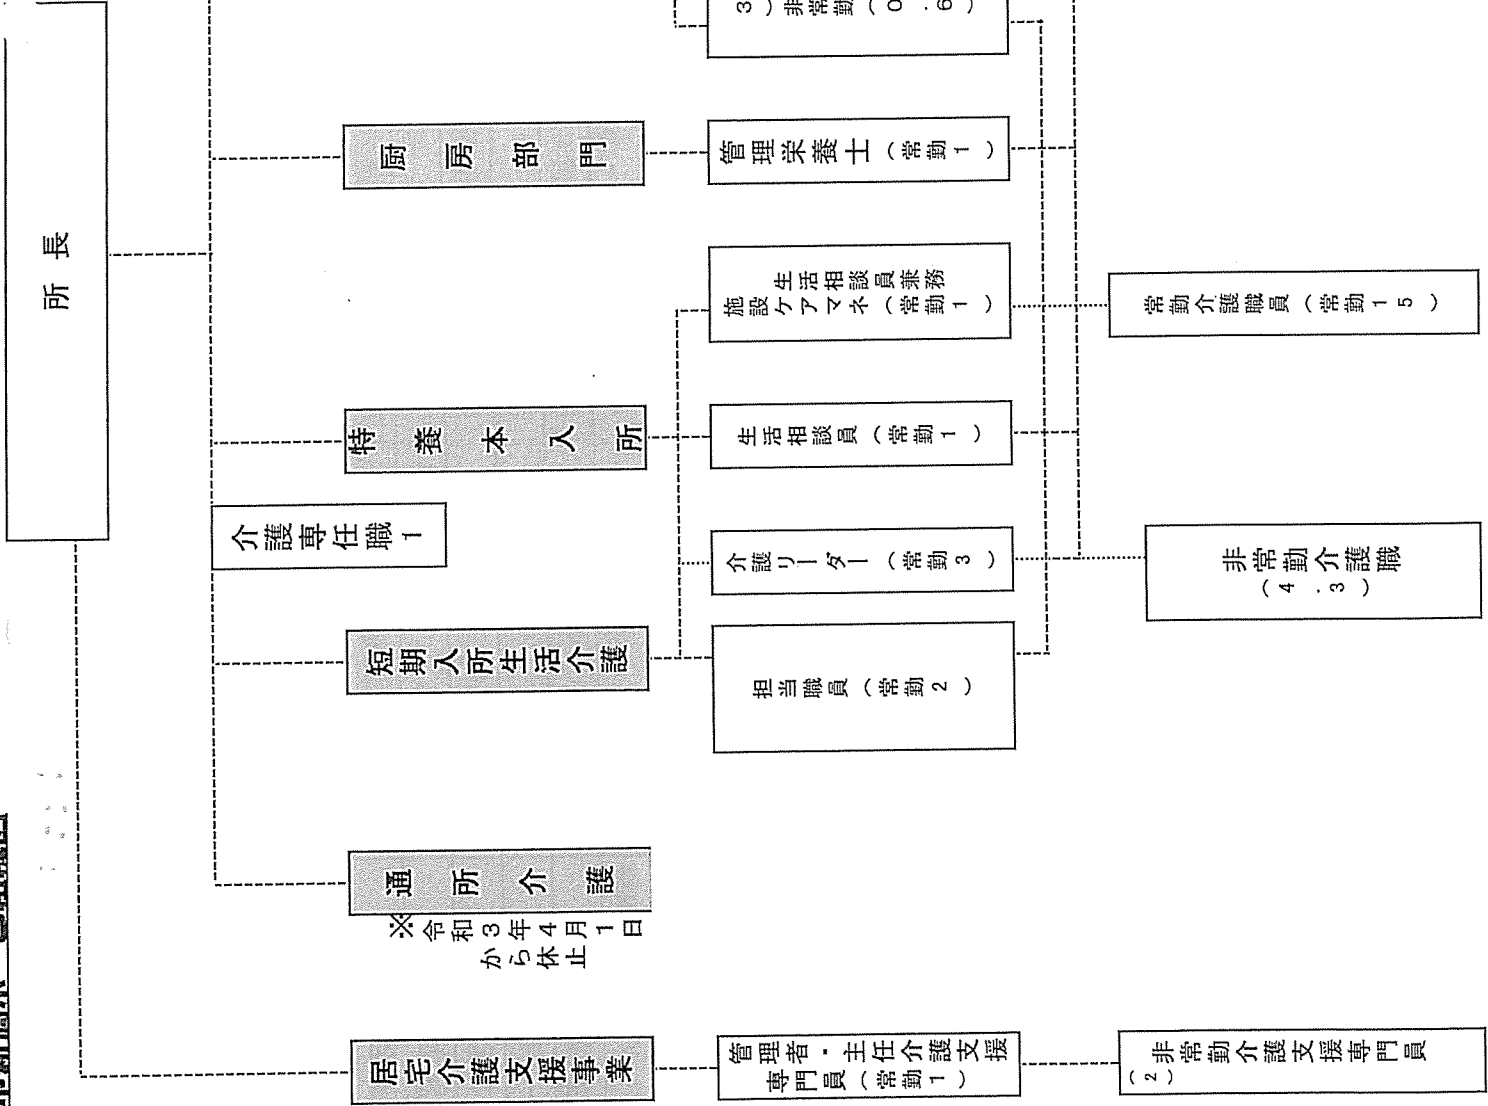 所長
介護専任職1
居宅介護支援事業
通所介護
※令和3年4月1日
から休止
短期入所生活介護
特養本入所
厨房部門
管理者・主任介護支援
専門員(常勤1)
担当職員(常勤2)
介護リーダー(常勤3)
生活相談員(常勤1)
生活相談員兼務
施設ケアマネ(常勤1)
管理栄養士(常勤1)
3)非常勤(0.6)
非常勤介護支援専門員
(2)
非常勤介護職
(4.3)
常勤介護職員(常勤15)